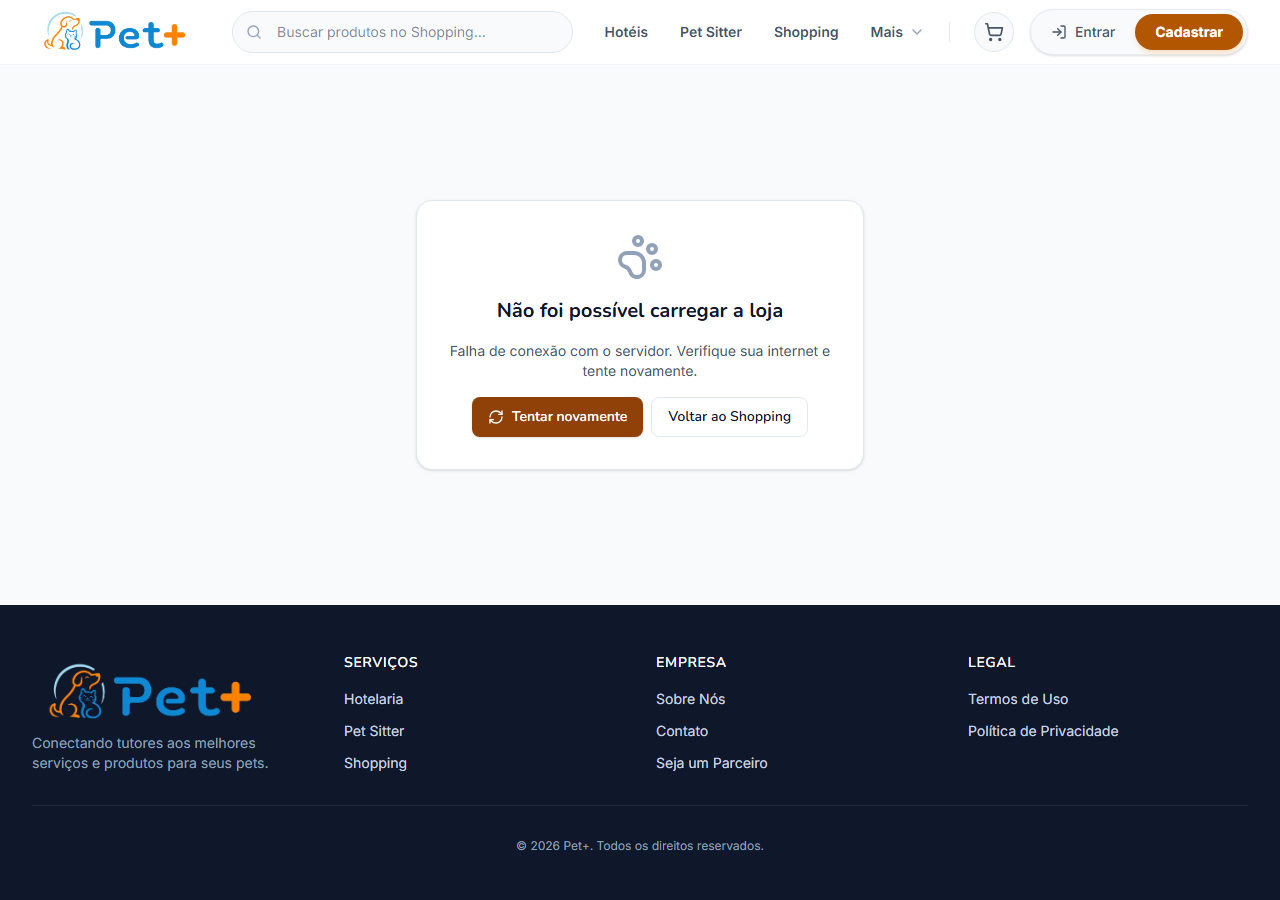 Pet+
Buscar produtos no Shopping...
Hotéis
Pet Sitter
Shopping
Mais
Entrar
Cadastrar
Não foi possível carregar a loja
Falha de conexão com o servidor. Verifique sua internet e
tente novamente.
Tentar novamente
Voltar ao Shopping
Pet+
Conectando tutores aos melhores
serviços e produtos para seus pets.
SERVIÇOS
Hotelaria
Pet Sitter
Shopping
EMPRESA
Sobre Nós
Contato
Seja um Parceiro
LEGAL
Termos de Uso
Política de Privacidade
© 2026 Pet+. Todos os direitos reservados.